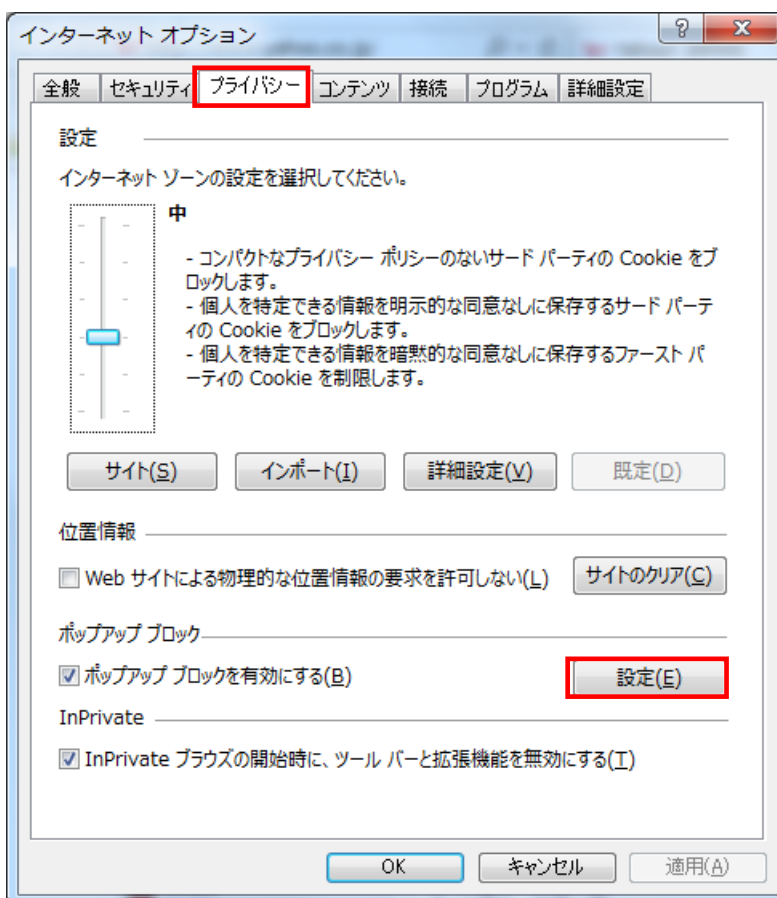 インターネット オプション
全般 セキュリティ プライバシー コンテンツ 接続 プログラム 詳細設定
設定
インターネット ゾーンの設定を選択してください。
中
- コンパクトなプライバシー ポリシーのないサード パーティの Cookie をブ
ロックします。
- 個人を特定できる情報を明示的な同意なしに保存するサード パーテ
ィの Cookie をブロックします。
- 個人を特定できる情報を暗黙的な同意なしに保存するファースト パ
ーティの Cookie を制限します。
サイト(S) インポート(I) 詳細設定(V) 既定(D)
位置情報
Web サイトによる物理的な位置情報の要求を許可しない(L) サイトのクリア(C)
ポップアップ ブロック
ポップアップ ブロックを有効にする(B) 設定(E)
InPrivate
InPrivate ブラウズの開始時に、ツール バーと拡張機能を無効にする(T)
OK キャンセル 適用(A)